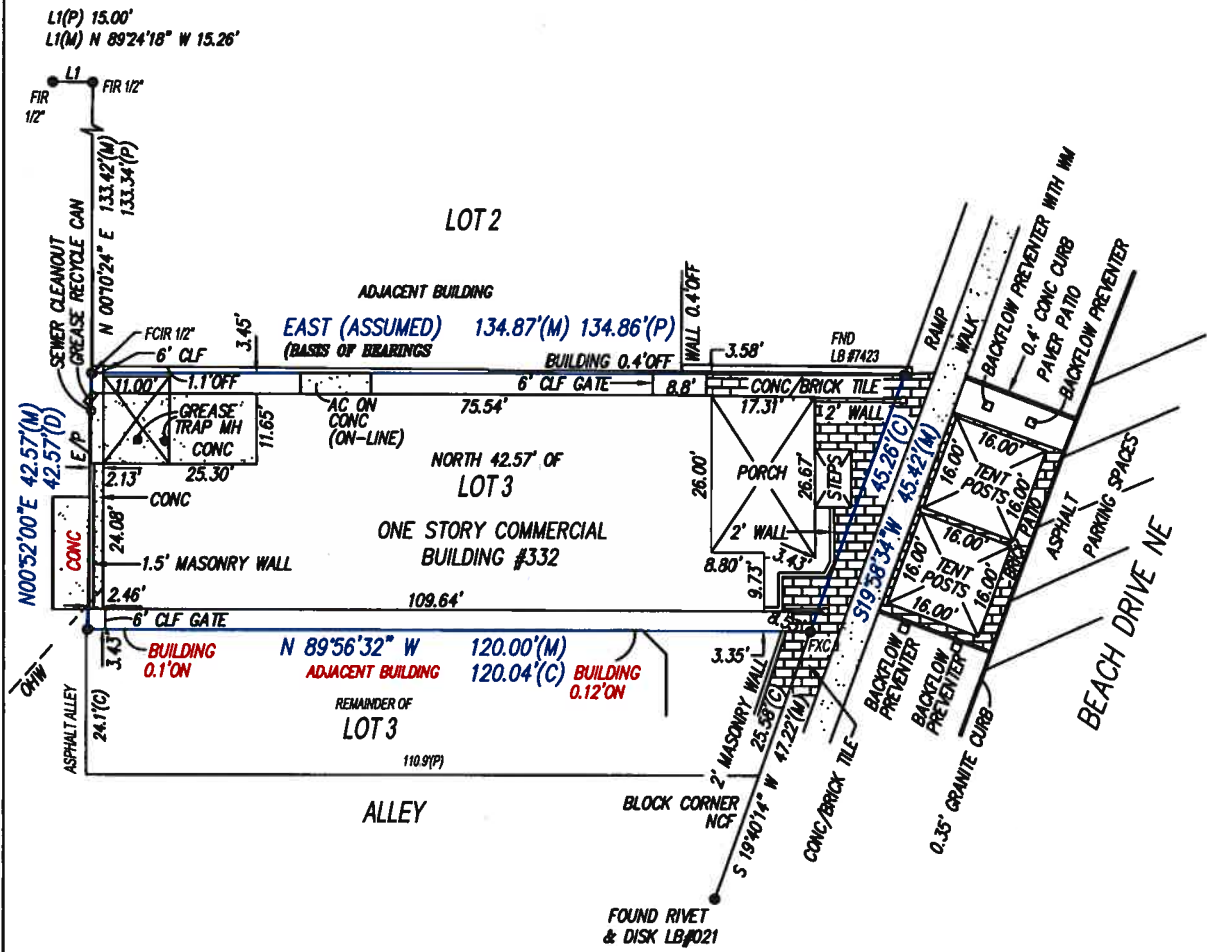 L1(P) 15.00'
L1(M) N 89°24'18" W 15.26'
L1
FIR 1/2"
FIR
1/2"
N 00°10'24" E 133.42'(M)
133.34'(P)
SEWER CLEANOUT
GREASE RECYCLE CAN
LOT 2
ADJACENT BUILDING
EAST (ASSUMED) 134.87'(M) 134.86'(P)
(BASIS OF BEARINGS
BUILDING 0.4'OFF
WALL 0.4'OFF
3.45'
3.58'
FCIR 1/2"
6' CLF
FND
LB #7423
RAMP
WALK
BACKFLOW PREVENTER WITH WM
0.4' CONC CURB
PAVER PATIO
BACKFLOW PREVENTER
11.00'
1.1'OFF
6' CLF GATE
8.8'
CONC/BRICK TILE
AC ON
CONC
(ON-LINE)
75.54'
17.31'
2' WALL
GREASE
TRAP MH
CONC
11.65'
E/P
2.13'
25.30'
CONC
N00°52'00"E 42.57'(M)
42.57'(D)
NORTH 42.57' OF
LOT 3
26.00'
PORCH
26.67'
STEPS
45.26'(C)
S19°58'34"W 45.42'(M)
16.00'
16.00'
TENT
POSTS
16.00'
16.00'
16.00'
TENT
POSTS
16.00'
16.00'
BRICK PATIO
ASPHALT
PARKING SPACES
BEACH DRIVE NE
ONE STORY COMMERCIAL
BUILDING #332
2' WALL
24.08'
CONC
1.5' MASONRY WALL
8.80'
3.43'
9.73'
2.46'
109.64'
6' CLF GATE
3.43'
BUILDING
0.1'ON
N 89°56'32" W 120.00'(M)
ADJACENT BUILDING 120.04'(C)
BUILDING
0.12'ON
3.35'
FXC
OHW
REMAINDER OF
LOT 3
ASPHALT ALLEY
24.1'(C)
110.9'(P)
2' MASONRY WALL
25.58'(C)
S 19°40'14" W 47.22'(M)
BACKFLOW
PREVENTER
BACKFLOW
PREVENTER
CONC/BRICK TILE
0.35' GRANITE CURB
ALLEY
BLOCK CORNER
NCF
FOUND RIVET
& DISK